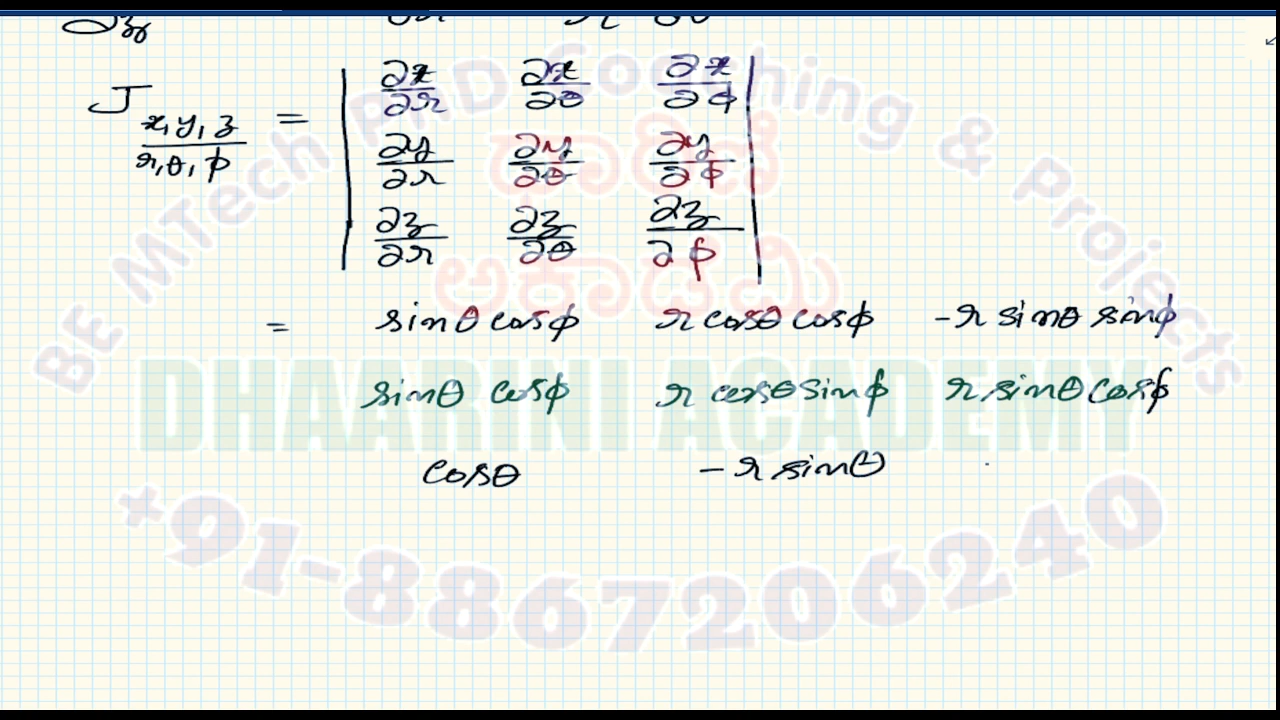 J x,y,z / r,θ,φ = | ∂x/∂r ∂x/∂θ ∂x/∂φ |
| ∂y/∂r ∂y/∂θ ∂y/∂φ |
| ∂z/∂r ∂z/∂θ ∂z/∂φ |
= sinθ cosφ r cosθ cosφ -r sinθ sinφ
sinθ cosφ r cosθ sinφ r sinθ cosφ
cosθ -r sinθ
BE MTech PhD Coaching & Projects
ಧಾರಿಣಿ
ಅಕಾಡೆಮಿ
DHAARINI ACADEMY
+91-8867206240